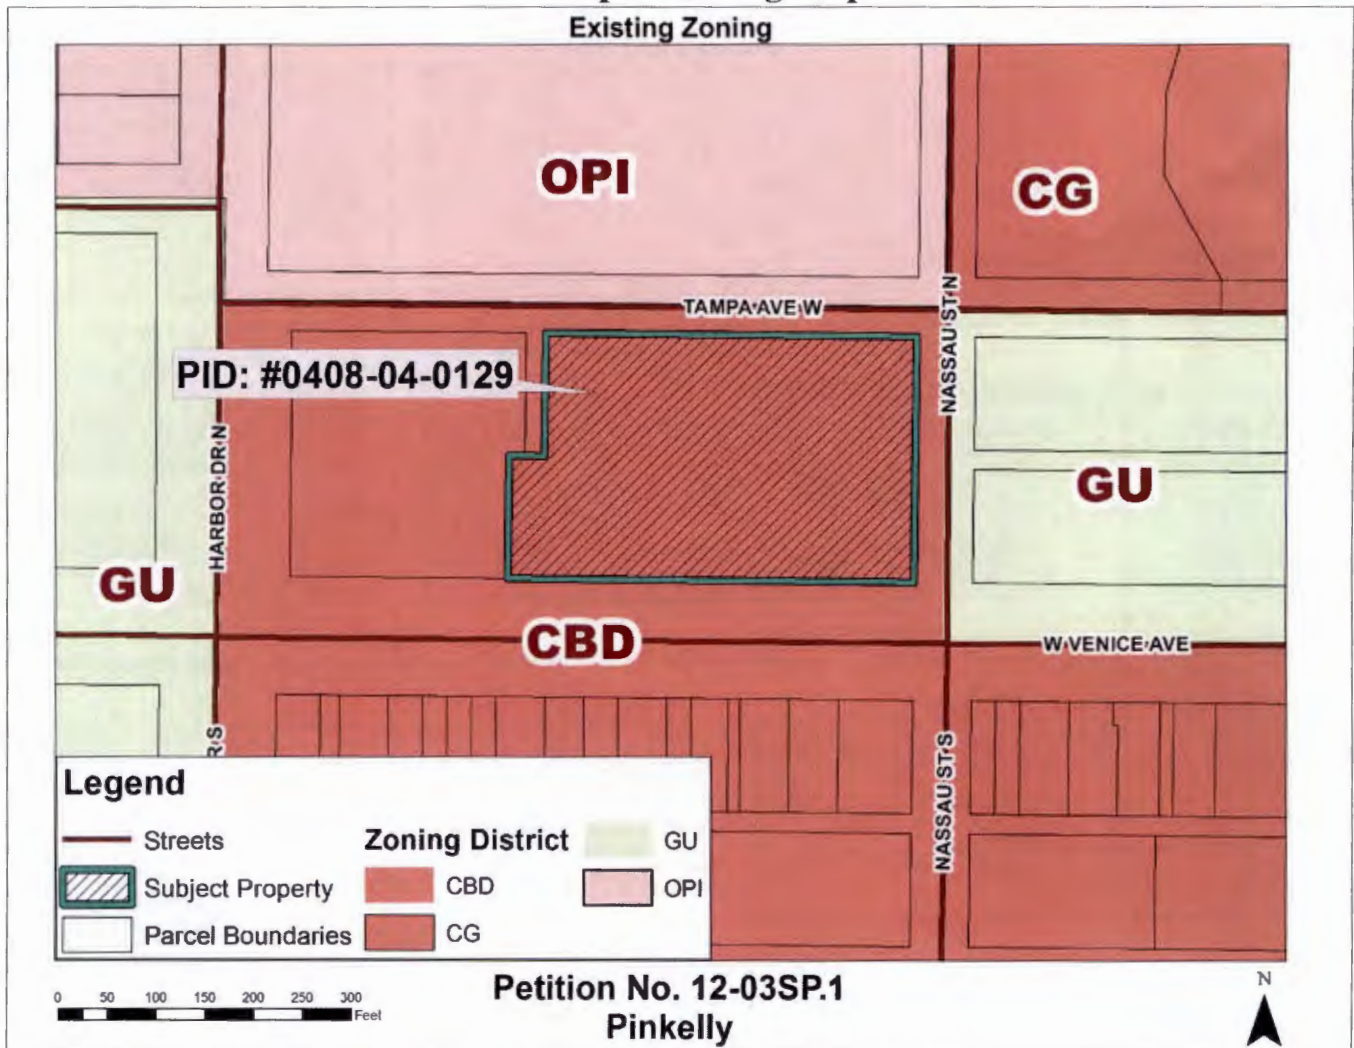 Existing Zoning
OPI
CG
TAMPA AVE W
NASSAU ST N
PID: #0408-04-0129
HARBOR DR N
GU
GU
CBD
W VENICE AVE
R S
NASSAU ST S
Legend
Streets
Subject Property
Parcel Boundaries
Zoning District
CBD
CG
GU
OPI
0 50 100 150 200 250 300
Feet
Petition No. 12-03SP.1
Pinkelly
N